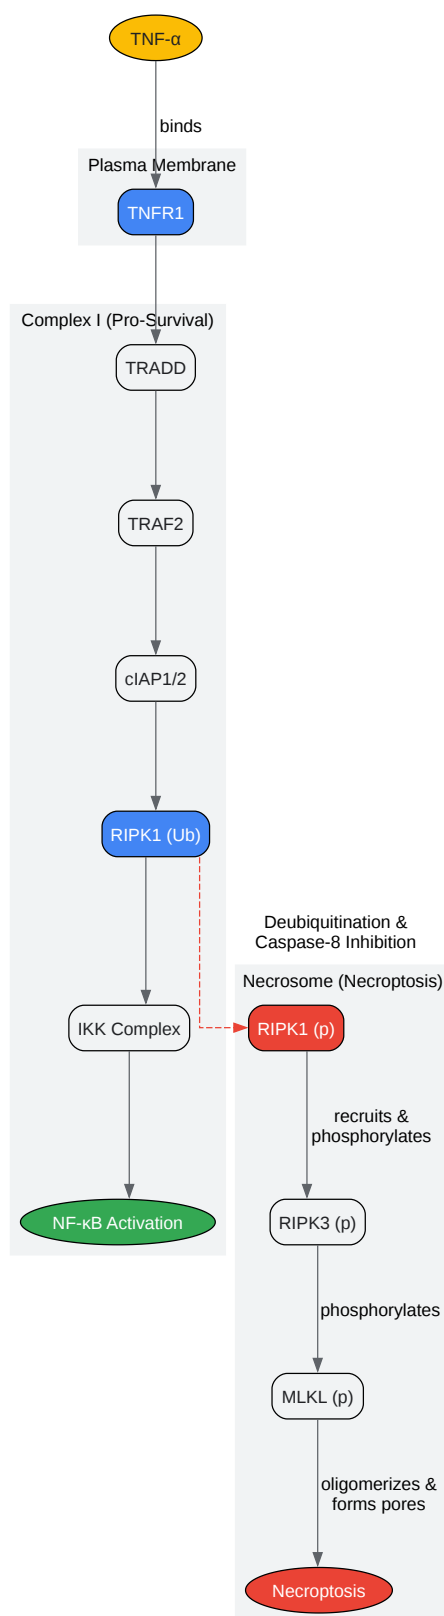 TNF-α
binds
Plasma Membrane
TNFR1
Complex I (Pro-Survival)
TRADD
TRAF2
cIAP1/2
RIPK1 (Ub)
Deubiquitination &
Caspase-8 Inhibition
Necrosome (Necroptosis)
IKK Complex
RIPK1 (p)
recruits &
phosphorylates
NF-κB Activation
RIPK3 (p)
phosphorylates
MLKL (p)
oligomerizes &
forms pores
Necroptosis